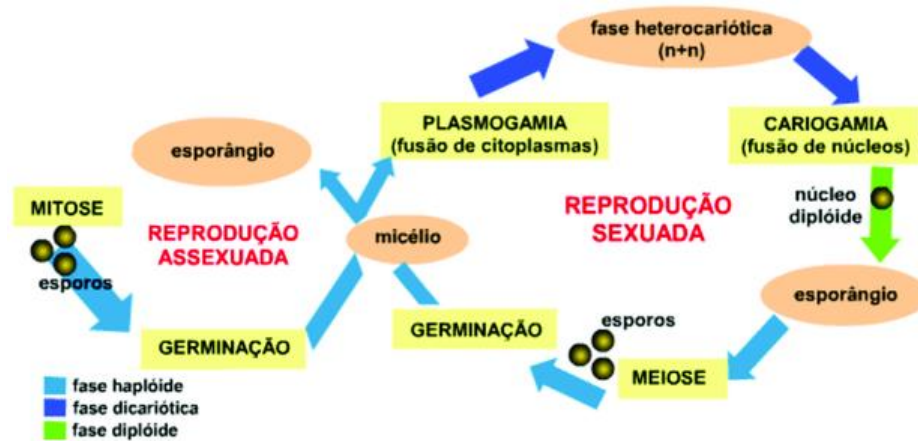 fase heterocariótica
(n+n)
PLASMOGAMIA
(fusão de citoplasmas)
CARIOGAMIA
(fusão de núcleos)
esporângio
núcleo
diplóide
MITOSE
REPRODUÇÃO
ASSEXUADA
REPRODUÇÃO
SEXUADA
micélio
esporos
esporângio
GERMINAÇÃO
GERMINAÇÃO
esporos
MEIOSE
fase haplóide
fase dicariótica
fase diplóide